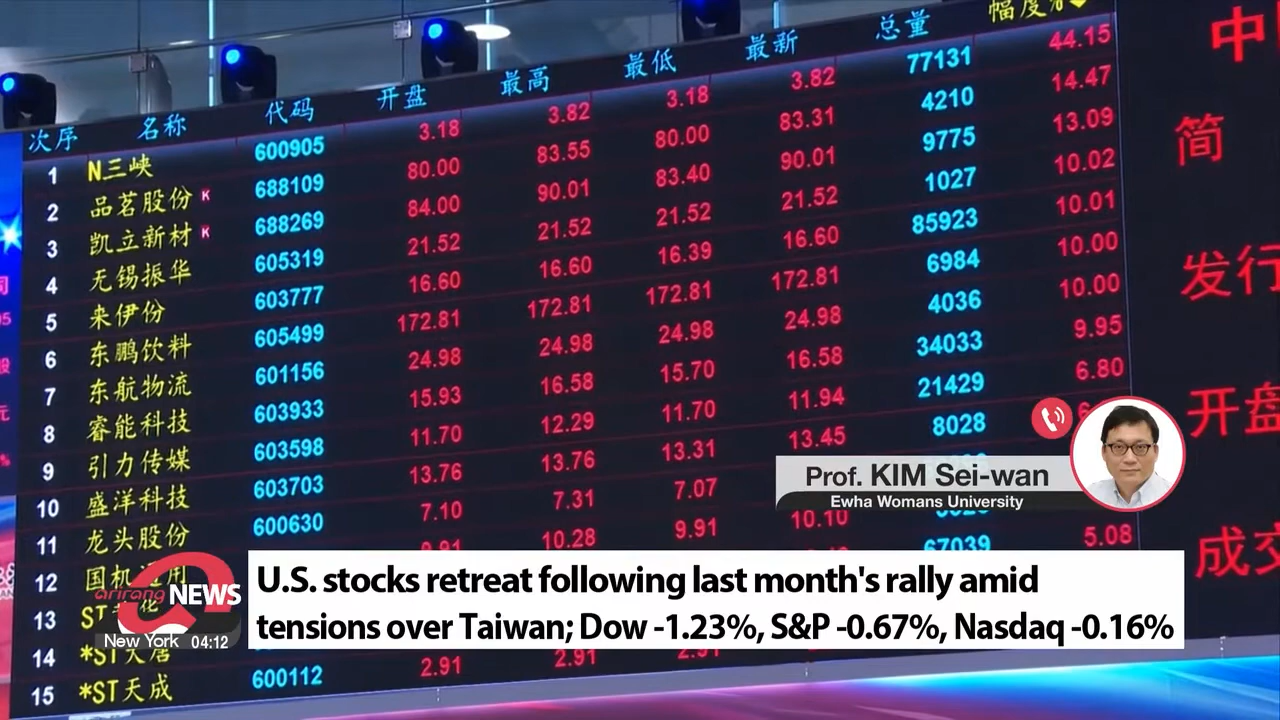 次序 名称 代码 开盘 最高 最低 最新 总量 幅度
1 N三峡 600905 3.18 3.82 3.18 3.82 77131 44.15
2 品茗股份 K 688109 80.00 83.55 80.00 83.31 4210 14.47
3 凯立新材 K 688269 84.00 90.01 83.40 90.01 9775 13.09
4 无锡振华 605319 21.52 21.52 21.52 21.52 1027 10.02
5 来伊份 603777 16.60 16.60 16.39 16.60 85923 10.01
6 东鹏饮料 605499 172.81 172.81 172.81 172.81 6984 10.00
7 东航物流 601156 24.98 24.98 24.98 24.98 4036 10.00
8 睿能科技 603933 15.93 16.58 15.70 16.58 34033 9.95
9 引力传媒 603598 11.70 12.29 11.70 11.94 21429 6.80
10 盛洋科技 603703 13.76 13.76 13.31 13.45 8028
11 龙头股份 600630 7.10 7.31 7.07
12 10.28 9.91 10.10 67039 5.08
13
14
15 *ST天成 600112 2.91 2.91
简
发行
开盘
成交
Prof. KIM Sei-wan
Ewha Womans University
arirang NEWS
New York 04:12
U.S. stocks retreat following last month's rally amid
tensions over Taiwan; Dow -1.23%, S&P -0.67%, Nasdaq -0.16%